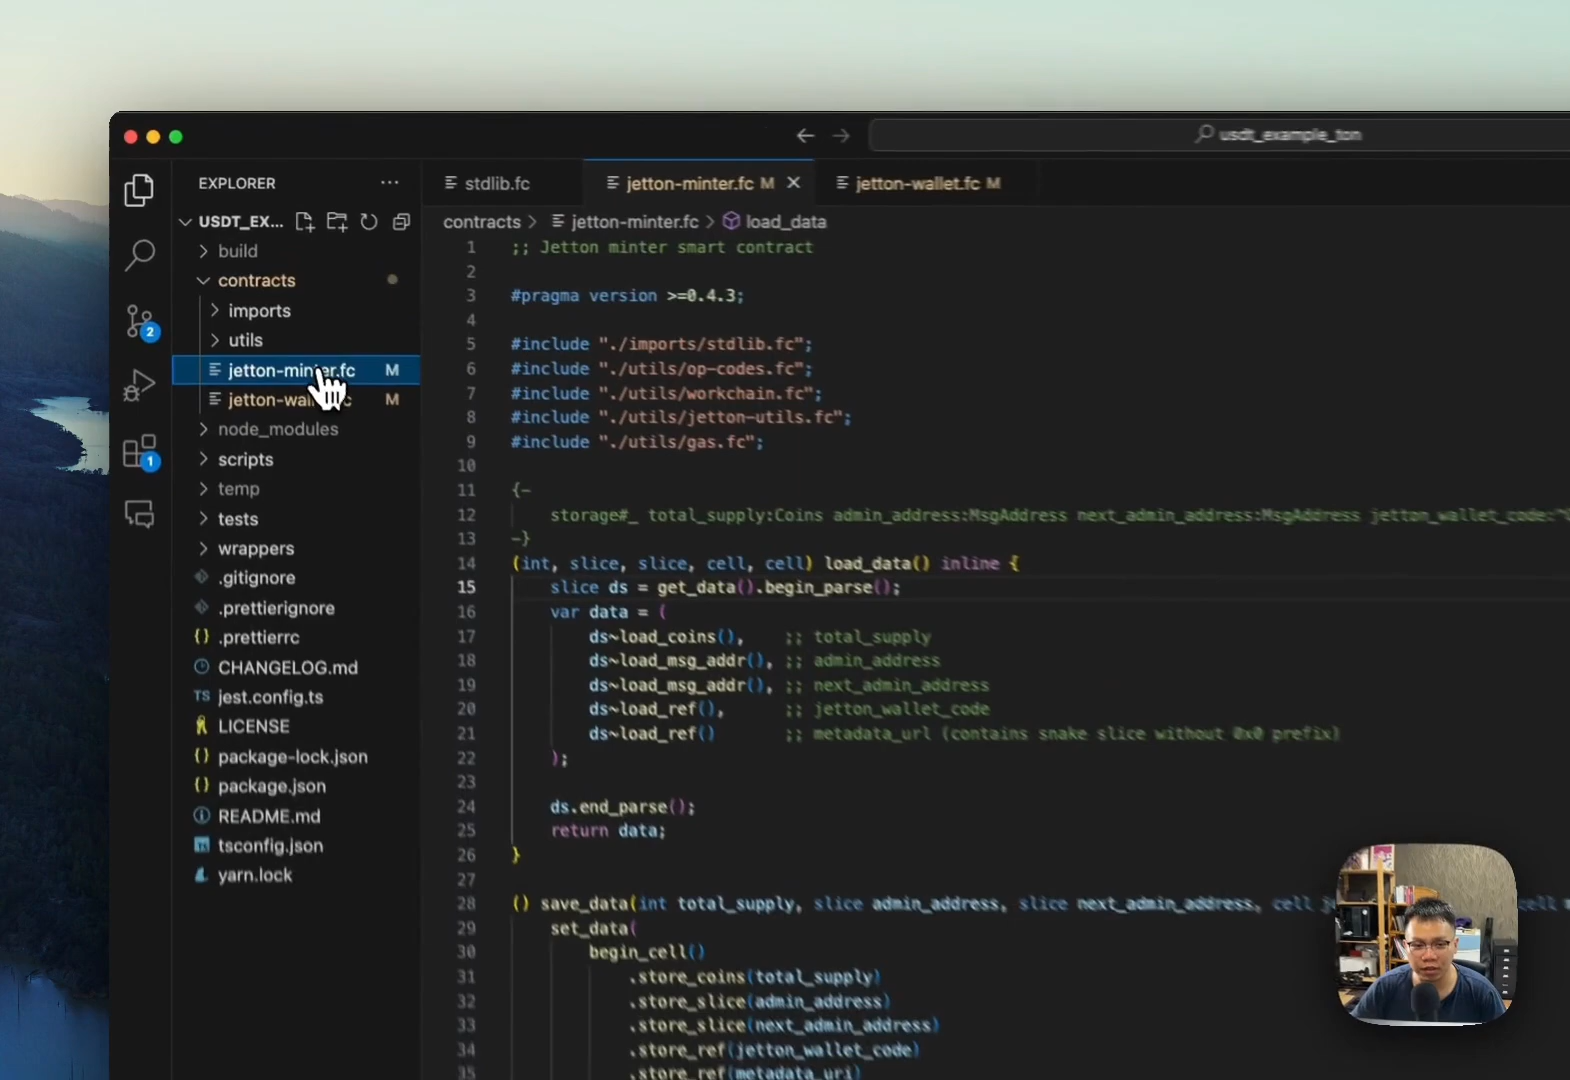 usdt_example_ton
EXPLORER
USDT_EX...
build
contracts
imports
utils
jetton-minter.fc M
M
node_modules
scripts
temp
tests
wrappers
.gitignore
.prettierignore
.prettierrc
CHANGELOG.md
jest.config.ts
LICENSE
package-lock.json
package.json
README.md
tsconfig.json
yarn.lock
2
1
TS
stdlib.fc
jetton-minter.fc M
jetton-wallet.fc M
contracts > jetton-minter.fc > load_data
1 ;; Jetton minter smart contract
2
3 #pragma version >=0.4.3;
4
5 #include "./imports/stdlib.fc";
6 #include "./utils/op-codes.fc";
7 #include "./utils/workchain.fc";
8 #include "./utils/jetton-utils.fc";
9 #include "./utils/gas.fc";
10
11 {-
12 storage#_ total_supply:Coins admin_address:MsgAddress next_admin_address:MsgAddress jetton_wallet_code:^
13 -}
14 (int, slice, slice, cell, cell) load_data() inline {
15 slice ds = get_data().begin_parse();
16 var data = (
17 ds~load_coins(), ;; total_supply
18 ds~load_msg_addr(), ;; admin_address
19 ds~load_msg_addr(), ;; next_admin_address
20 ds~load_ref(), ;; jetton_wallet_code
21 ds~load_ref() ;; metadata_url (contains snake slice without 0x0 prefix)
22 );
23
24 ds.end_parse();
25 return data;
26 }
27
28 () save_data(int total_supply, slice admin_address, slice next_admin_address, cell
29 set_data(
30 begin_cell()
31 .store_coins(total_supply)
32 .store_slice(admin_address)
33 .store_slice(next_admin_address)
34 .store_ref(jetton_wallet_code)
35 .store_ref(metadata_uri)